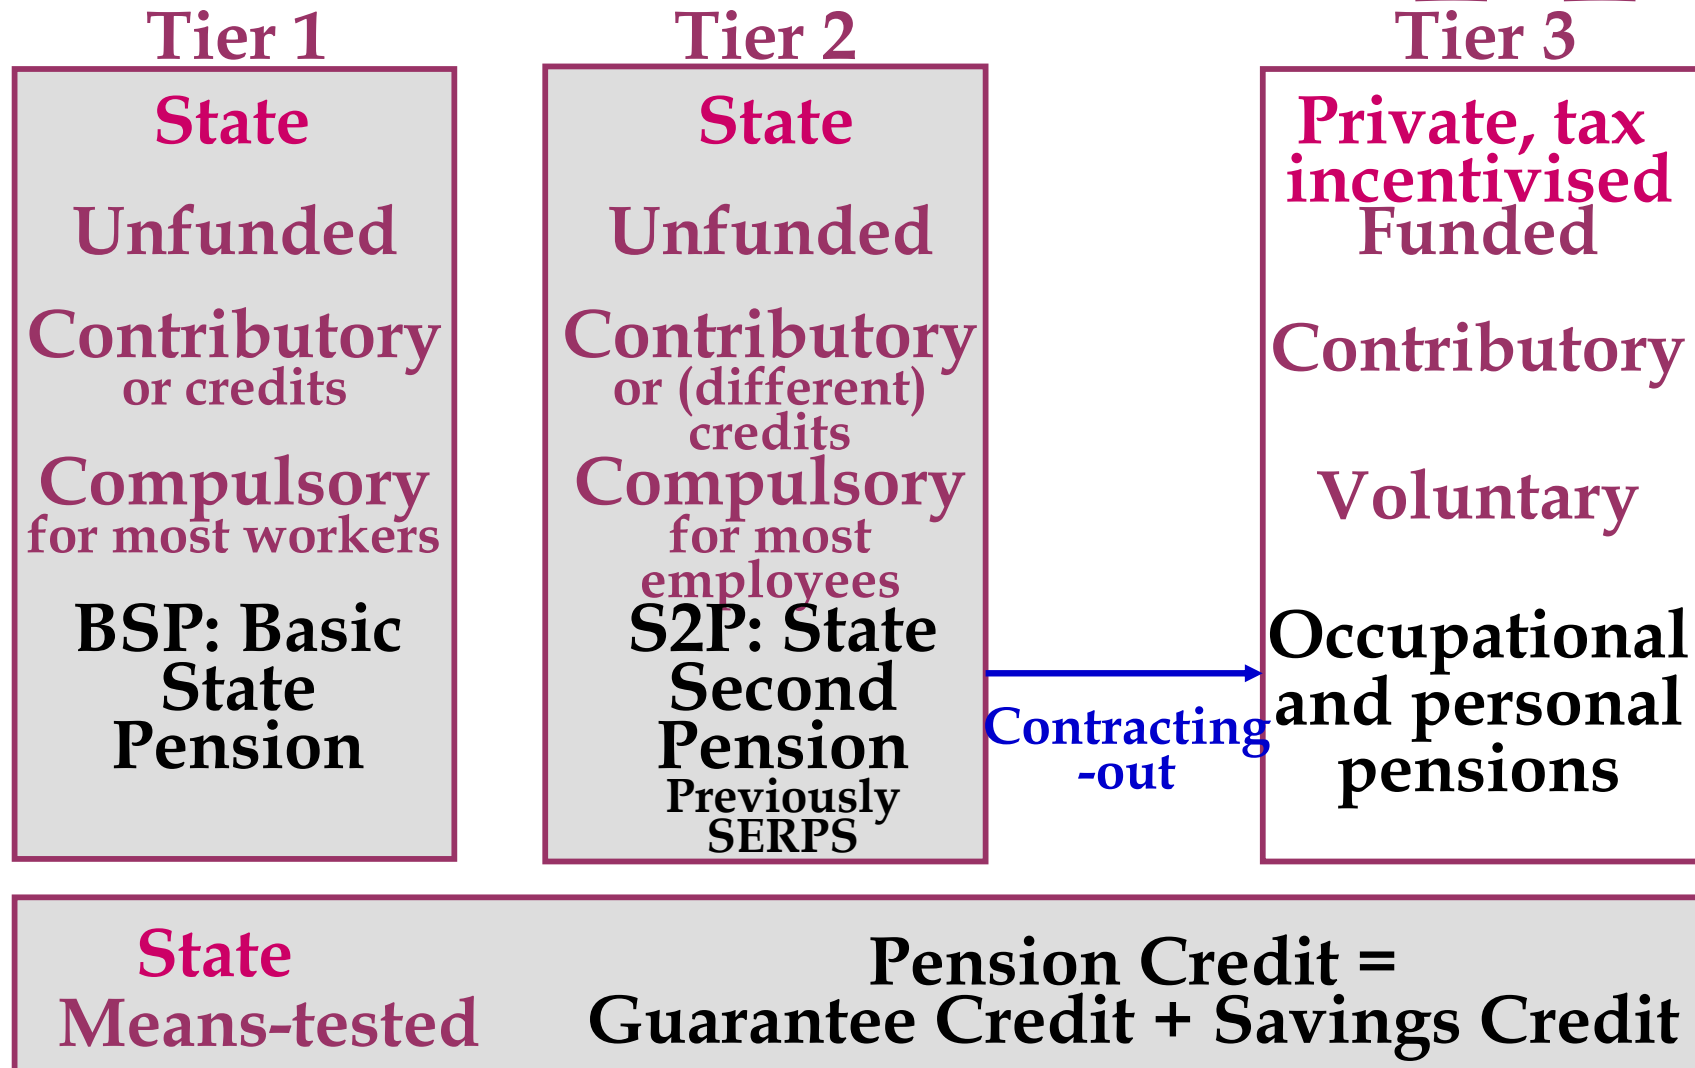 Tier 1
State
Unfunded
Contributory
or credits
Compulsory
for most workers
BSP: Basic
State
Pension
Tier 2
State
Unfunded
Contributory
or (different)
credits
Compulsory
for most
employees
S2P: State
Second
Pension
Previously
SERPS
Contracting
-out
Tier 3
Private, tax
incentivised
Funded
Contributory
Voluntary
Occupational
and personal
pensions
State
Means-tested
Pension Credit =
Guarantee Credit + Savings Credit